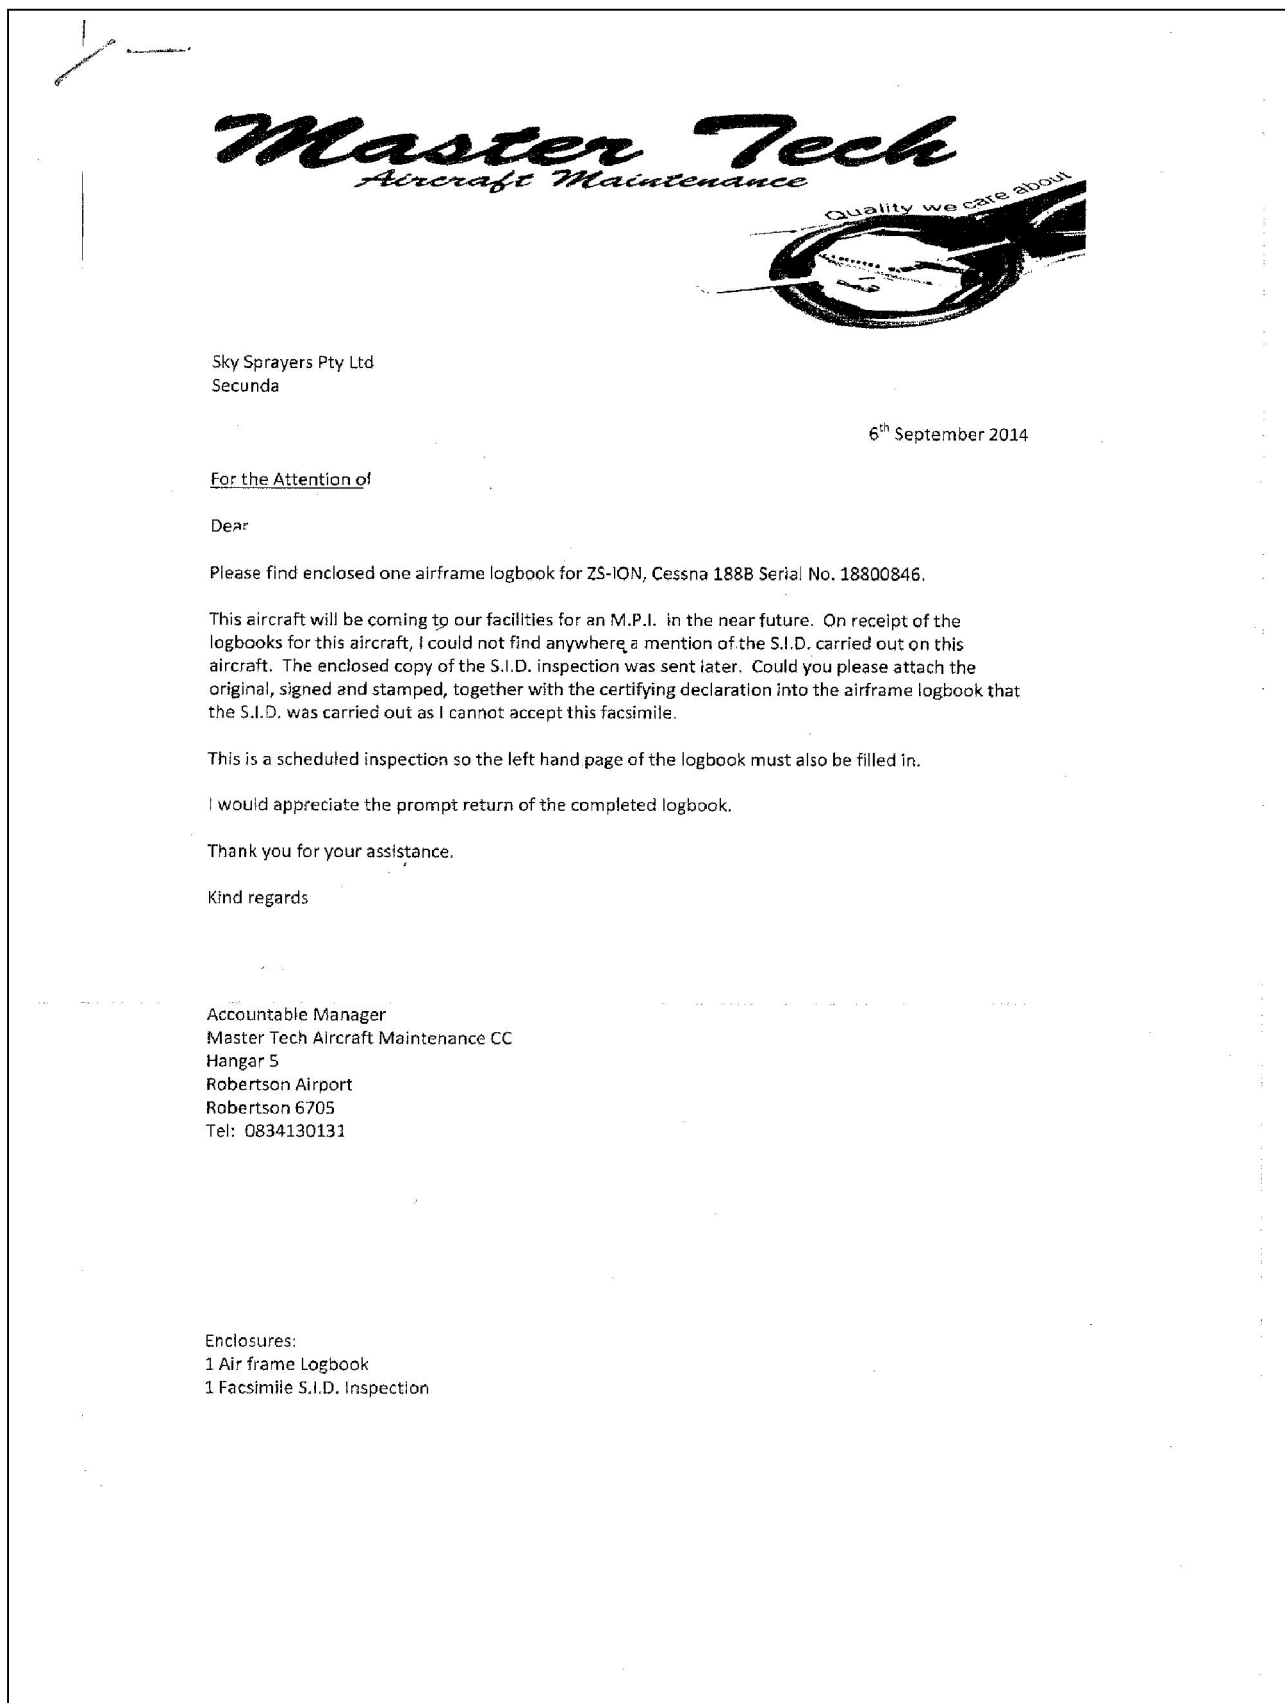 Master Tech
Aircraft Maintenance
Quality we care about
Sky Sprayers Pty Ltd
Secunda
6th September 2014
For the Attention of
Dear
Please find enclosed one airframe logbook for ZS-ION, Cessna 188B Serial No. 18800846.
This aircraft will be coming to our facilities for an M.P.I. in the near future. On receipt of the
logbooks for this aircraft, I could not find anywhere a mention of the S.I.D. carried out on this
aircraft. The enclosed copy of the S.I.D. inspection was sent later. Could you please attach the
original, signed and stamped, together with the certifying declaration into the airframe logbook that
the S.I.D. was carried out as I cannot accept this facsimile.
This is a scheduled inspection so the left hand page of the logbook must also be filled in.
I would appreciate the prompt return of the completed logbook.
Thank you for your assistance.
Kind regards
Accountable Manager
Master Tech Aircraft Maintenance CC
Hangar 5
Robertson Airport
Robertson 6705
Tel: 0834130131
Enclosures:
1 Air frame Logbook
1 Facsimile S.I.D. Inspection